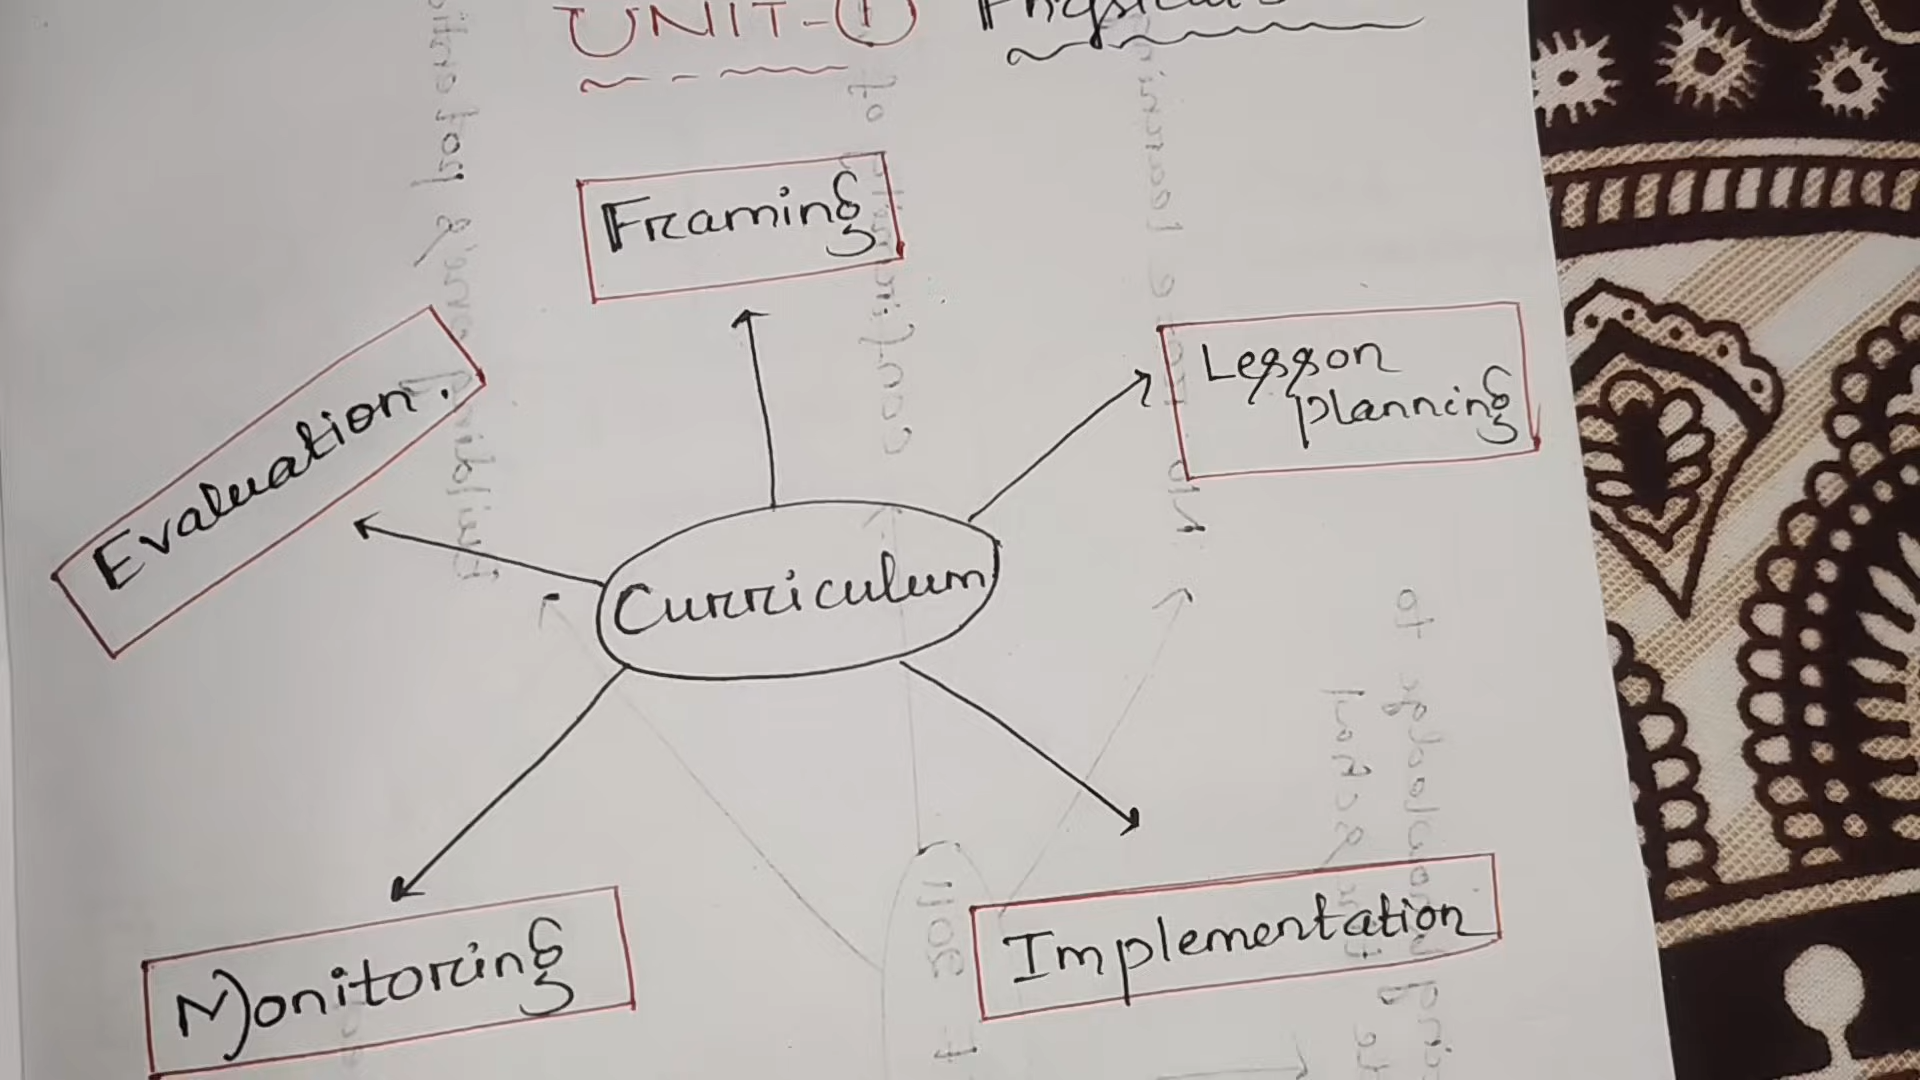 UNIT-1
Framing
Lesson
planning
Evaluation.
Curriculum
Implementation
Monitoring